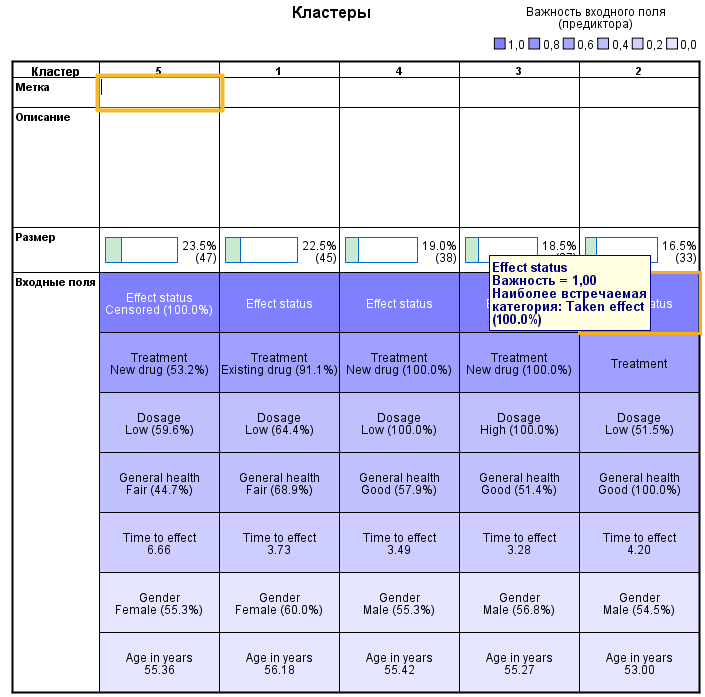 Кластеры
Важность входного поля
(предиктора)
1,0 0,8 0,6 0,4 0,2 0,0
Кластер 5 1 4 3 2
Метка
Описание
Размер
23.5% (47)
22.5% (45)
19.0% (38)
18.5%
16.5% (33)
Входные поля
Effect status
Censored (100.0%)
Effect status
Effect status
Effect status
Важность = 1,00
Наиболее встречаемая
категория: Taken effect
(100.0%)
Treatment
New drug (53.2%)
Treatment
Existing drug (91.1%)
Treatment
New drug (100.0%)
Treatment
New drug (100.0%)
Treatment
Dosage
Low (59.6%)
Dosage
Low (64.4%)
Dosage
Low (100.0%)
Dosage
High (100.0%)
Dosage
Low (51.5%)
General health
Fair (44.7%)
General health
Fair (68.9%)
General health
Good (57.9%)
General health
Good (51.4%)
General health
Good (100.0%)
Time to effect
6.66
Time to effect
3.73
Time to effect
3.49
Time to effect
3.28
Time to effect
4.20
Gender
Female (55.3%)
Gender
Female (60.0%)
Gender
Male (55.3%)
Gender
Male (56.8%)
Gender
Male (54.5%)
Age in years
55.36
Age in years
56.18
Age in years
55.42
Age in years
55.27
Age in years
53.00